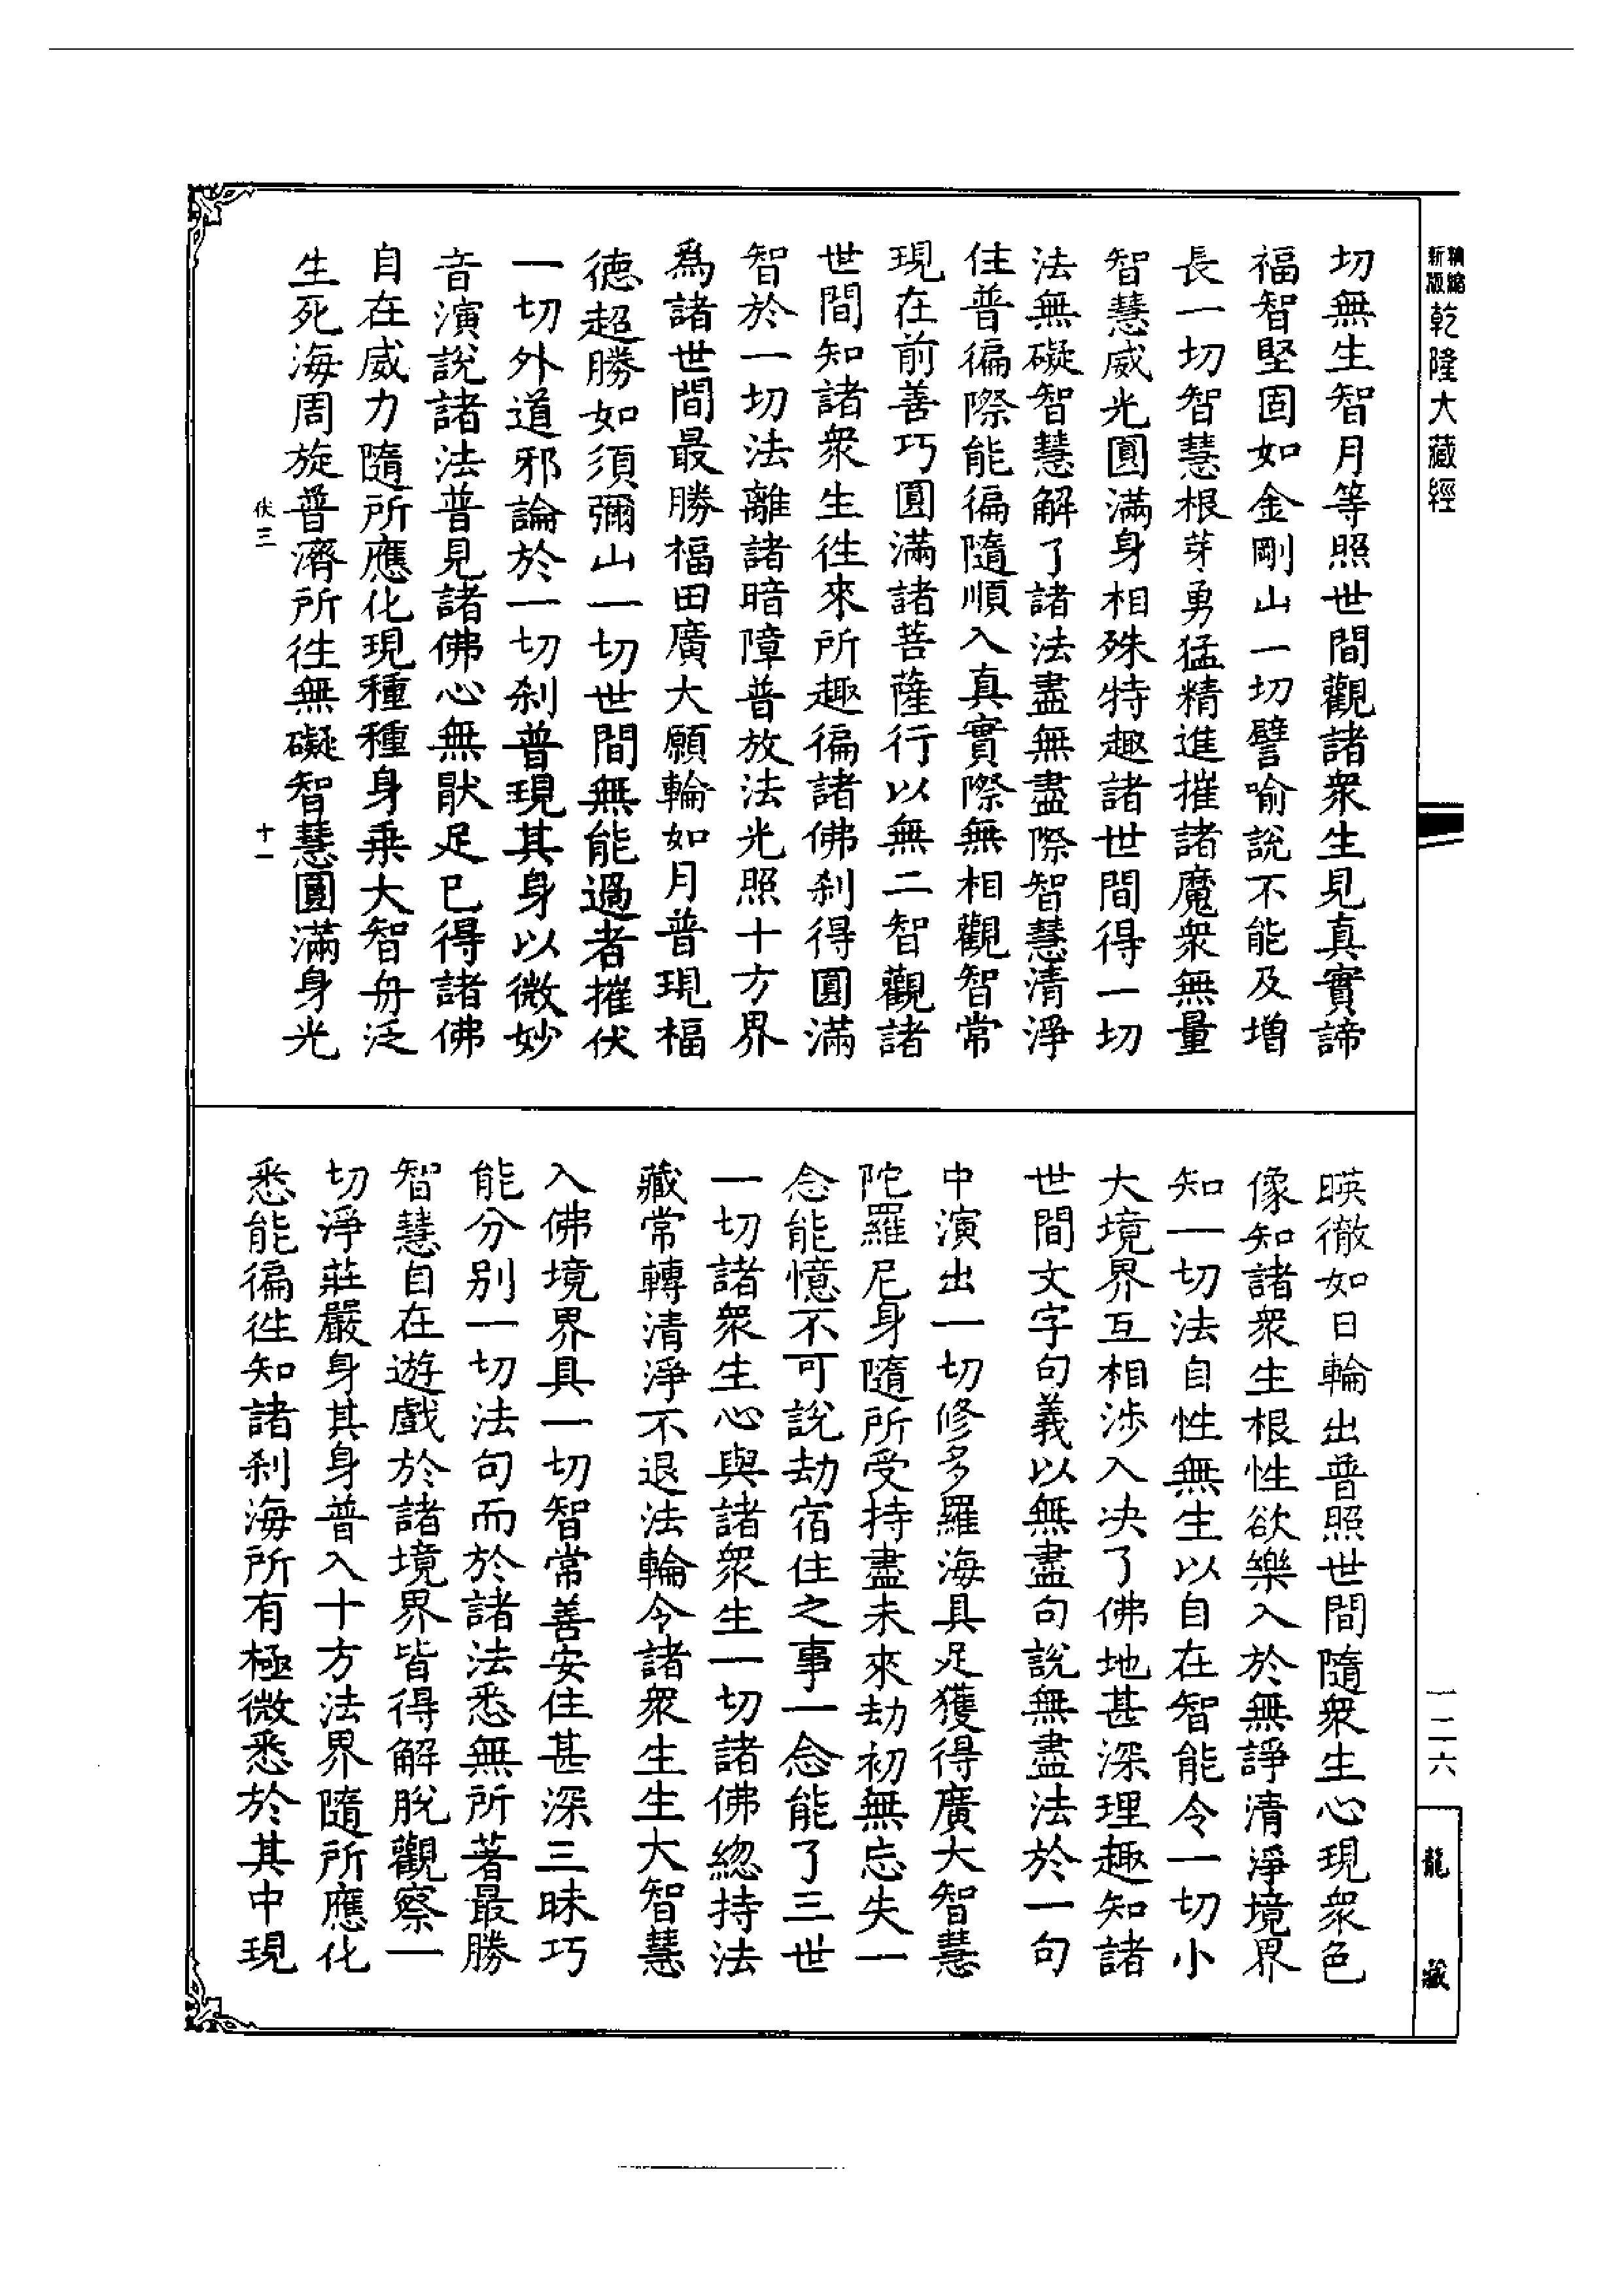 精縮
新版
乾隆大藏經
切無生智月等照世間觀諸衆生見真實諦
福智堅固如金剛山一切譬喻說不能及增
長一切智慧根芽勇猛精進摧諸魔衆無量
智慧威光圓滿身相殊特趣諸世間得一切
法無礙智慧解了諸法盡無盡際智慧清淨
住普徧際能徧隨順入真實際無相觀智常
現在前善巧圓滿諸菩薩行以無二智觀諸
世間知諸衆生徃來所趣徧諸佛刹得圓滿
智於一切法離諸暗障普放法光照十方界
爲諸世間最勝福田廣大願輪如月普現福
德超勝如須彌山一切世間無能過者摧伏
一切外道邪論於一切刹普現其身以微妙
音演說諸法普見諸佛心無猒足已得諸佛
自在威力隨所應化現種種身乗大智舟泛
生死海周旋普濟所徃無礙智慧圓滿身光
伏三
十一
暎徹如日輪出普照世間隨衆生心現衆色
像知諸衆生根性欲樂入於無諍清淨境界
知一切法自性無生以自在智能令一切小
大境界互相涉入决了佛地甚深理趣知諸
世間文字句義以無盡句說無盡法於一句
中演出一切修多羅海具足獲得廣大智慧
陀羅尼身隨所受持盡未來劫初無忘失一
念能憶不可說劫宿住之事一念能了三世
一切諸衆生心與諸衆生一切諸佛緫持法
藏常轉清淨不退法輪令諸衆生生大智慧
入佛境界具一切智常善安住甚深三昧巧
能分別一切法句而於諸法悉無所著最勝
智慧自在遊戲於諸境界皆得解脫觀察一
切淨莊嚴身其身普入十方法界隨所應化
悉能徧徃知諸刹海所有極微悉於其中現
一二六
龍藏